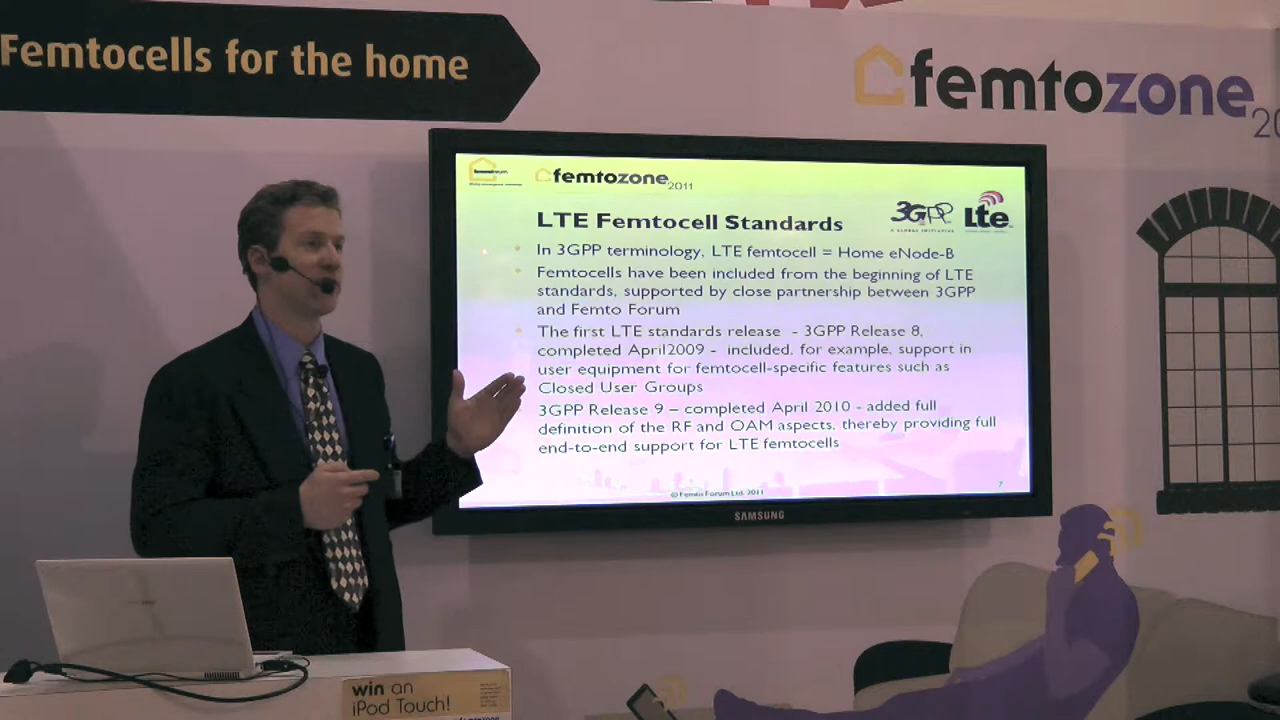 Femtocells for the home
femtozone
femtozone 2011
3GPP Lte
A GLOBAL INITIATIVE
LTE Femtocell Standards
In 3GPP terminology, LTE femtocell = Home eNode-B
Femtocells have been included from the beginning of LTE
standards, supported by close partnership between 3GPP
and Femto Forum
The first LTE standards release - 3GPP Release 8,
completed April2009 - included, for example, support in
user equipment for femtocell-specific features such as
Closed User Groups
3GPP Release 9 – completed April 2010 - added full
definition of the RF and OAM aspects, thereby providing full
end-to-end support for LTE femtocells
© Femto Forum Ltd. 2011
7
SAMSUNG
win an
iPod Touch!